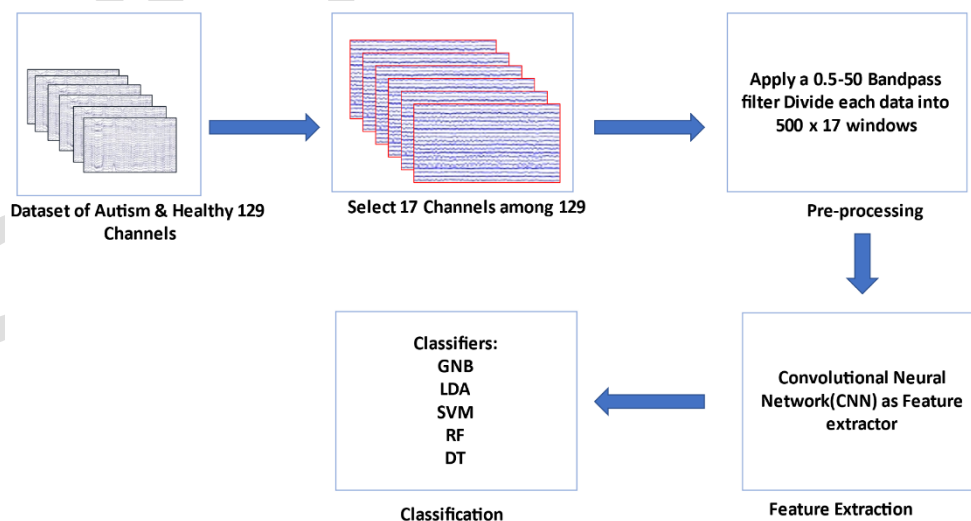 Dataset of Autism & Healthy 129
Channels
Select 17 Channels among 129
Apply a 0.5-50 Bandpass
filter Divide each data into
500 x 17 windows
Pre-processing
Convolutional Neural
Network(CNN) as Feature
extractor
Feature Extraction
Classifiers:
GNB
LDA
SVM
RF
DT
Classification